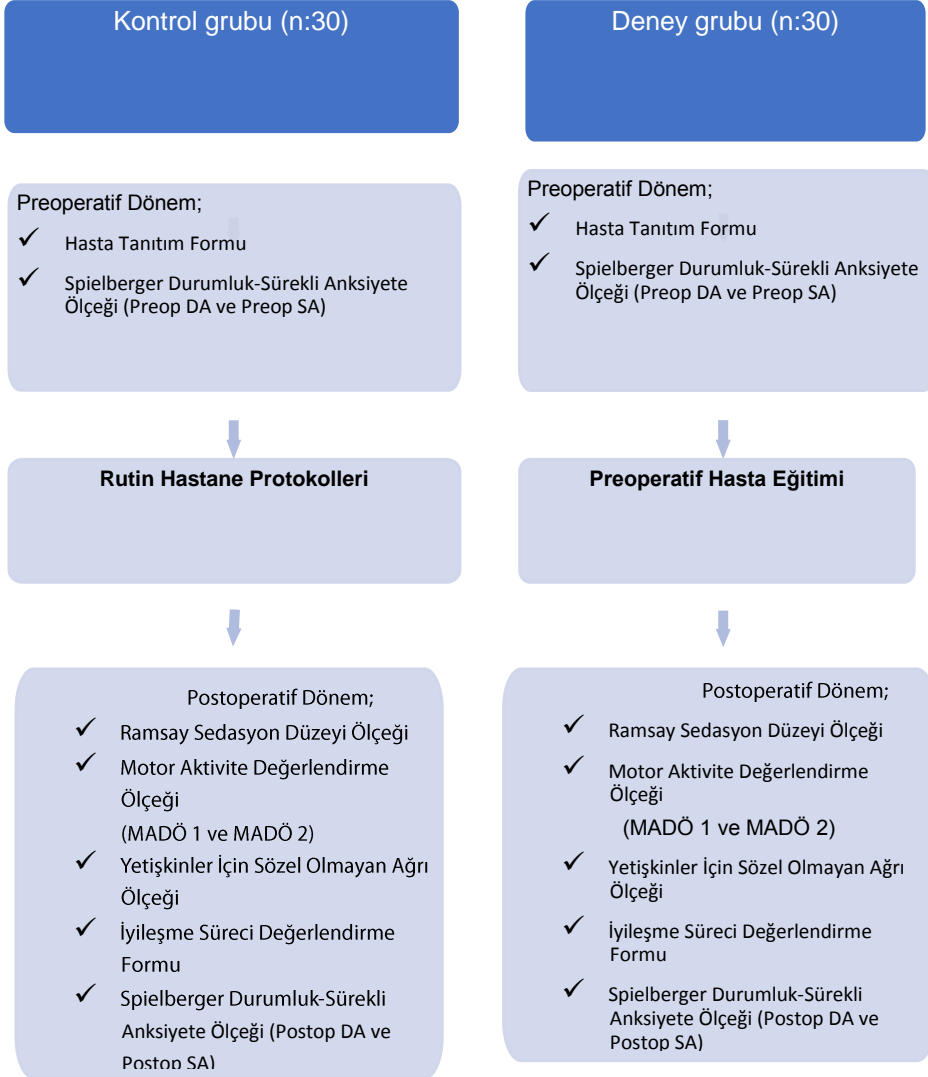 Kontrol grubu (n:30)
Preoperatif Dönem;
✓ Hasta Tanıtım Formu
✓ Spielberger Durumluk-Sürekli Anksiyete
Ölçeği (Preop DA ve Preop SA)
Rutin Hastane Protokolleri
Postoperatif Dönem;
✓ Ramsay Sedasyon Düzeyi Ölçeği
✓ Motor Aktivite Değerlendirme
Ölçeği
(MADÖ 1 ve MADÖ 2)
✓ Yetişkinler İçin Sözel Olmayan Ağrı
Ölçeği
✓ İyileşme Süreci Değerlendirme
Formu
✓ Spielberger Durumluk-Sürekli
Anksiyete Ölçeği (Postop DA ve
Postop SA)
Deney grubu (n:30)
Preoperatif Dönem;
✓ Hasta Tanıtım Formu
✓ Spielberger Durumluk-Sürekli Anksiyete
Ölçeği (Preop DA ve Preop SA)
Preoperatif Hasta Eğitimi
Postoperatif Dönem;
✓ Ramsay Sedasyon Düzeyi Ölçeği
✓ Motor Aktivite Değerlendirme
Ölçeği
(MADÖ 1 ve MADÖ 2)
✓ Yetişkinler İçin Sözel Olmayan Ağrı
Ölçeği
✓ İyileşme Süreci Değerlendirme
Formu
✓ Spielberger Durumluk-Sürekli
Anksiyete Ölçeği (Postop DA ve
Postop SA)